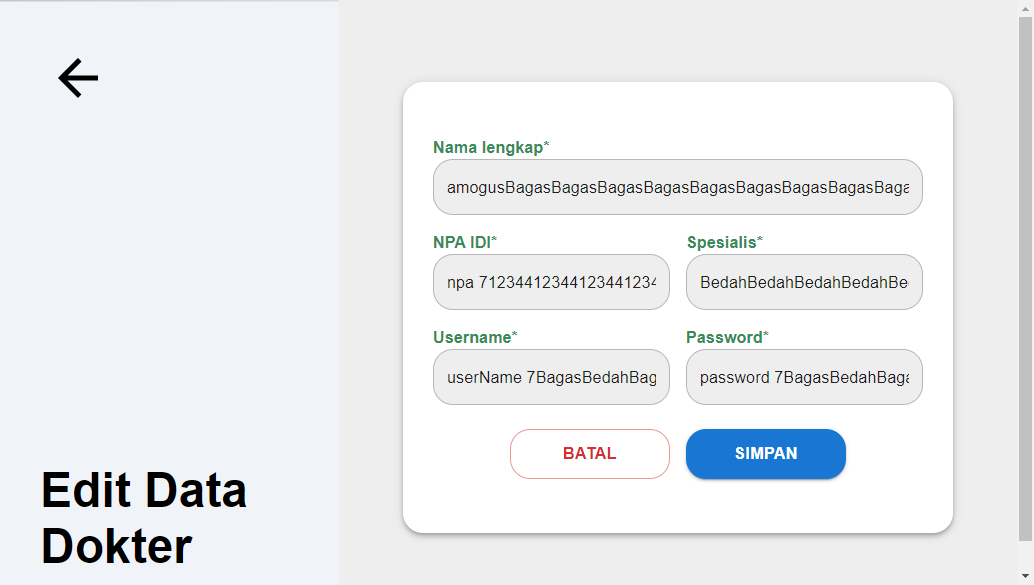 Nama lengkap*
amogusBagasBagasBagasBagasBagasBagasBagasBagasBaga
NPA IDI*
Spesialis*
npa 71234412344123441234
BedahBedahBedahBedahBe
Username*
Password*
userName 7BagasBedahBag
password 7BagasBedahBaga
BATAL
SIMPAN
Edit Data
Dokter